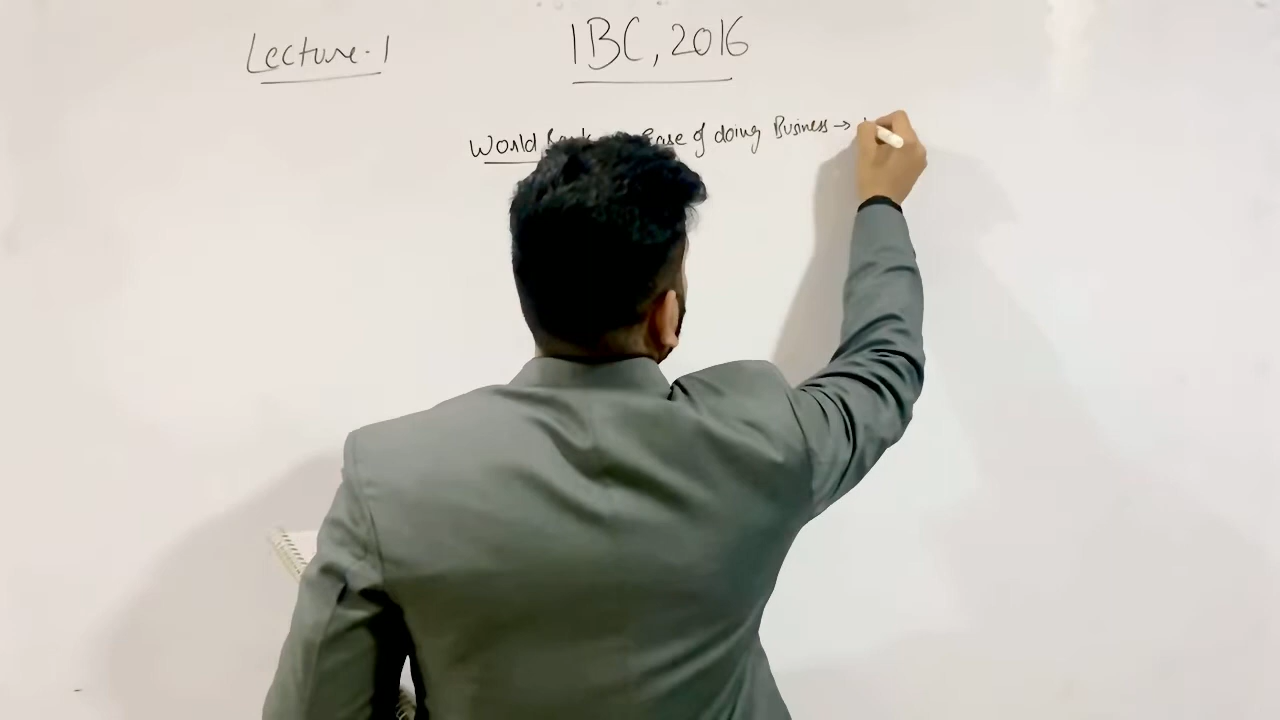 Lecture-1
IBC, 2016
World Bank Ease of doing Business →